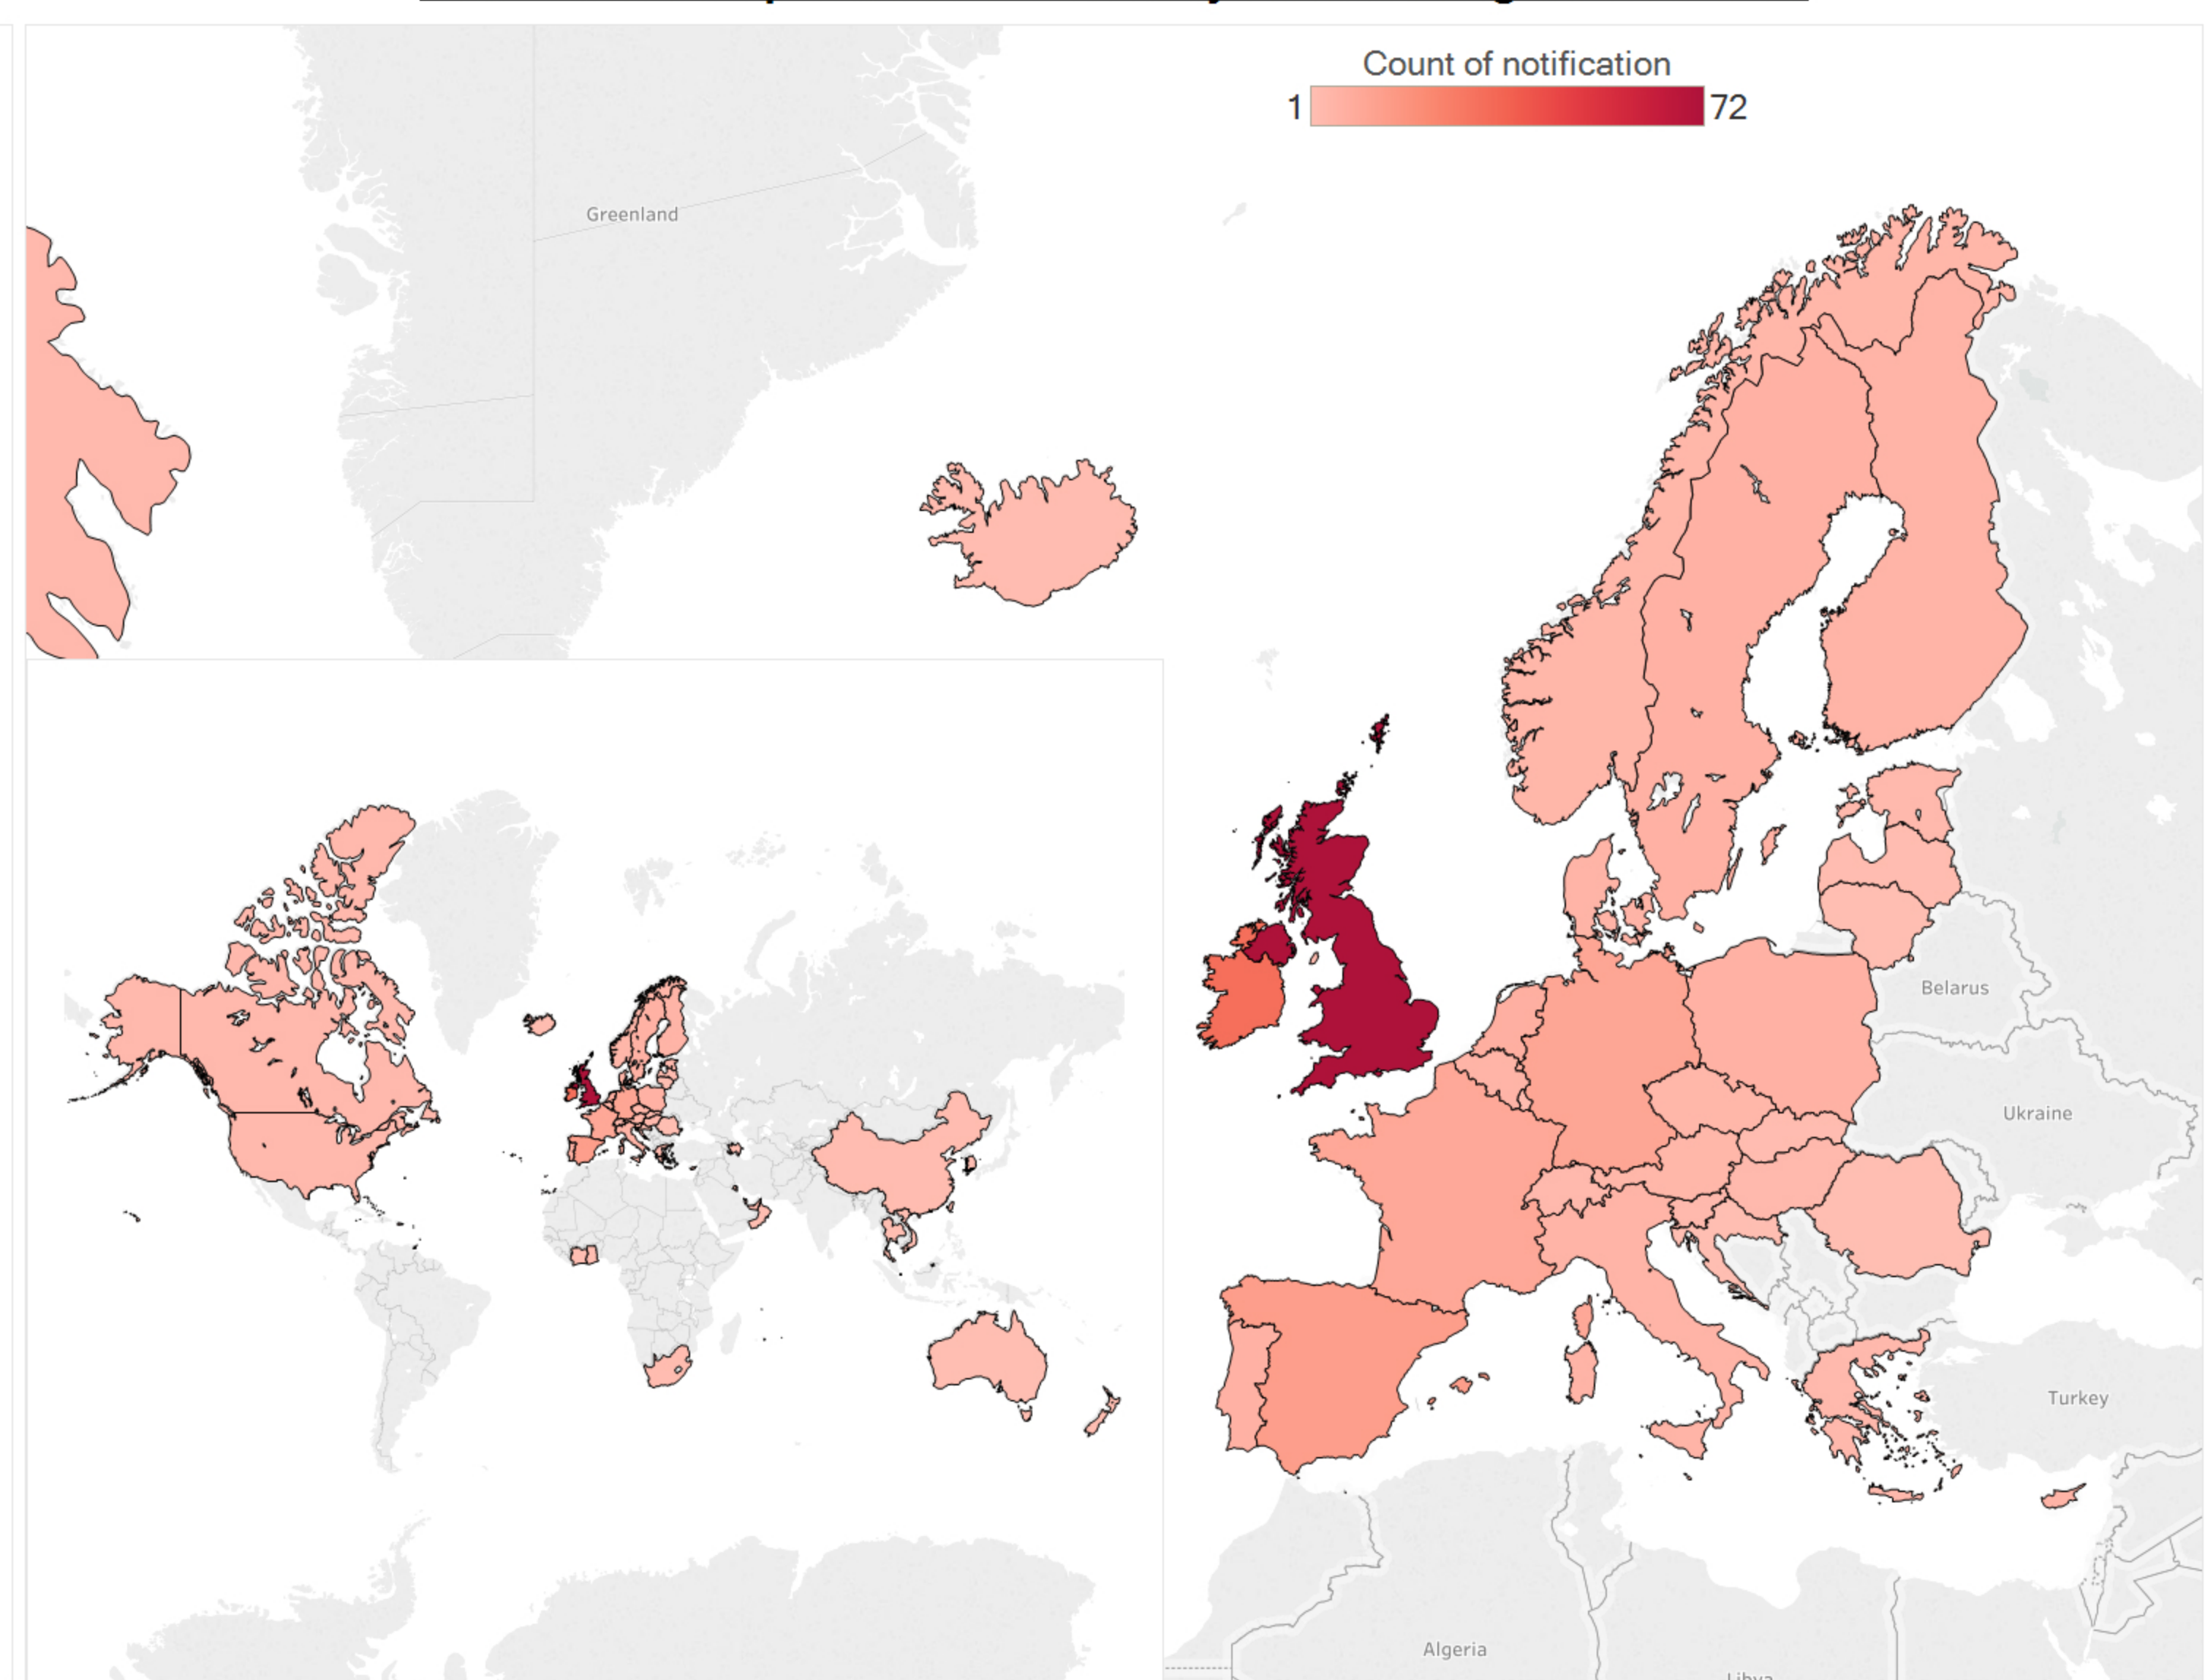 Count of notification
1 72
Greenland
Belarus
Ukraine
Turkey
Algeria